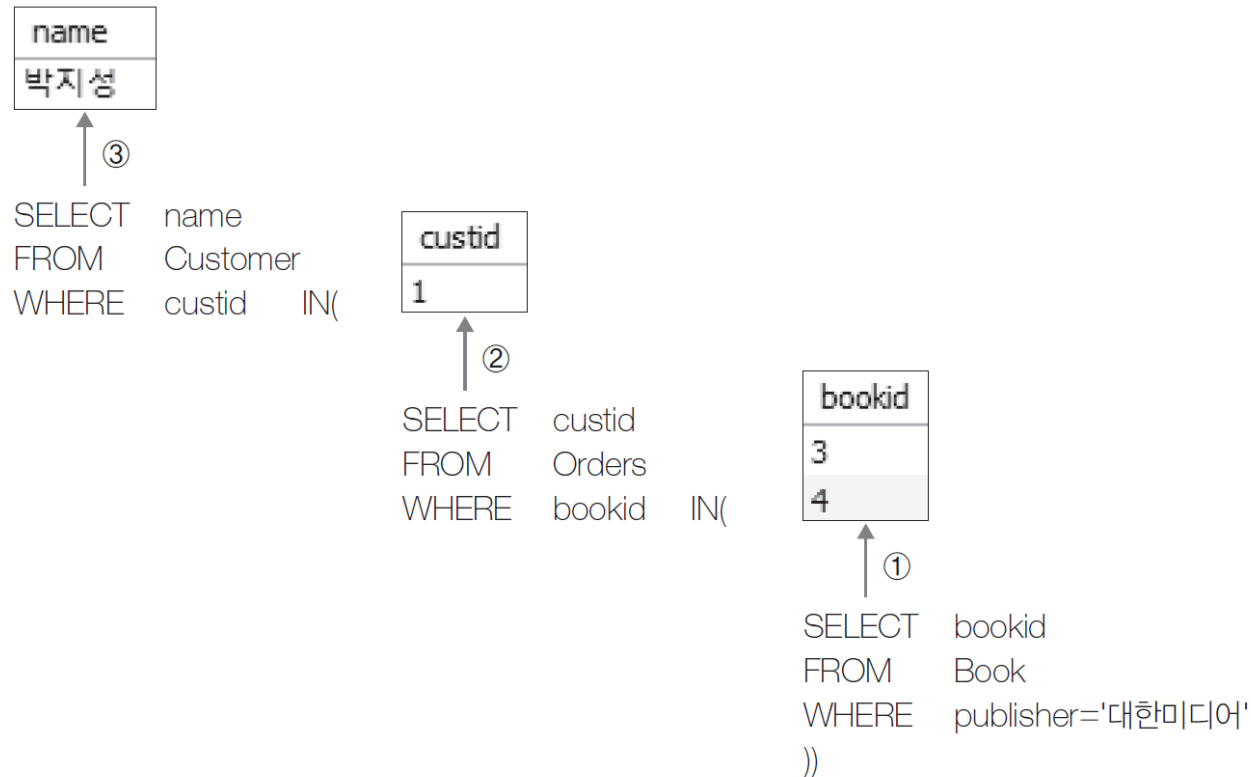 name
박지성
③
SELECT name
FROM Customer
WHERE custid IN(
custid
1
②
SELECT custid
FROM Orders
WHERE bookid IN(
bookid
3
4
①
SELECT bookid
FROM Book
WHERE publisher='대한미디어'
))